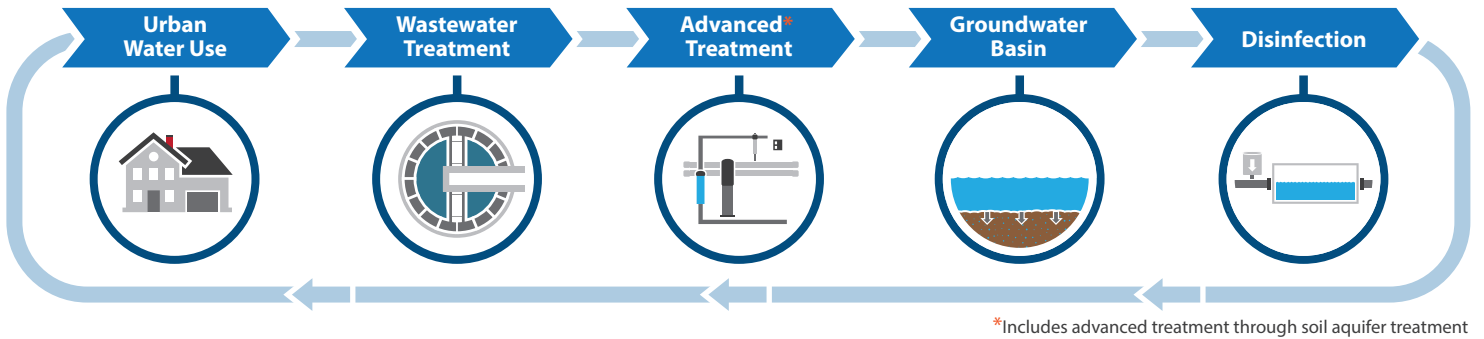 Urban
Water Use
Wastewater
Treatment
Advanced*
Treatment
Groundwater
Basin
Disinfection
*Includes advanced treatment through soil aquifer treatment